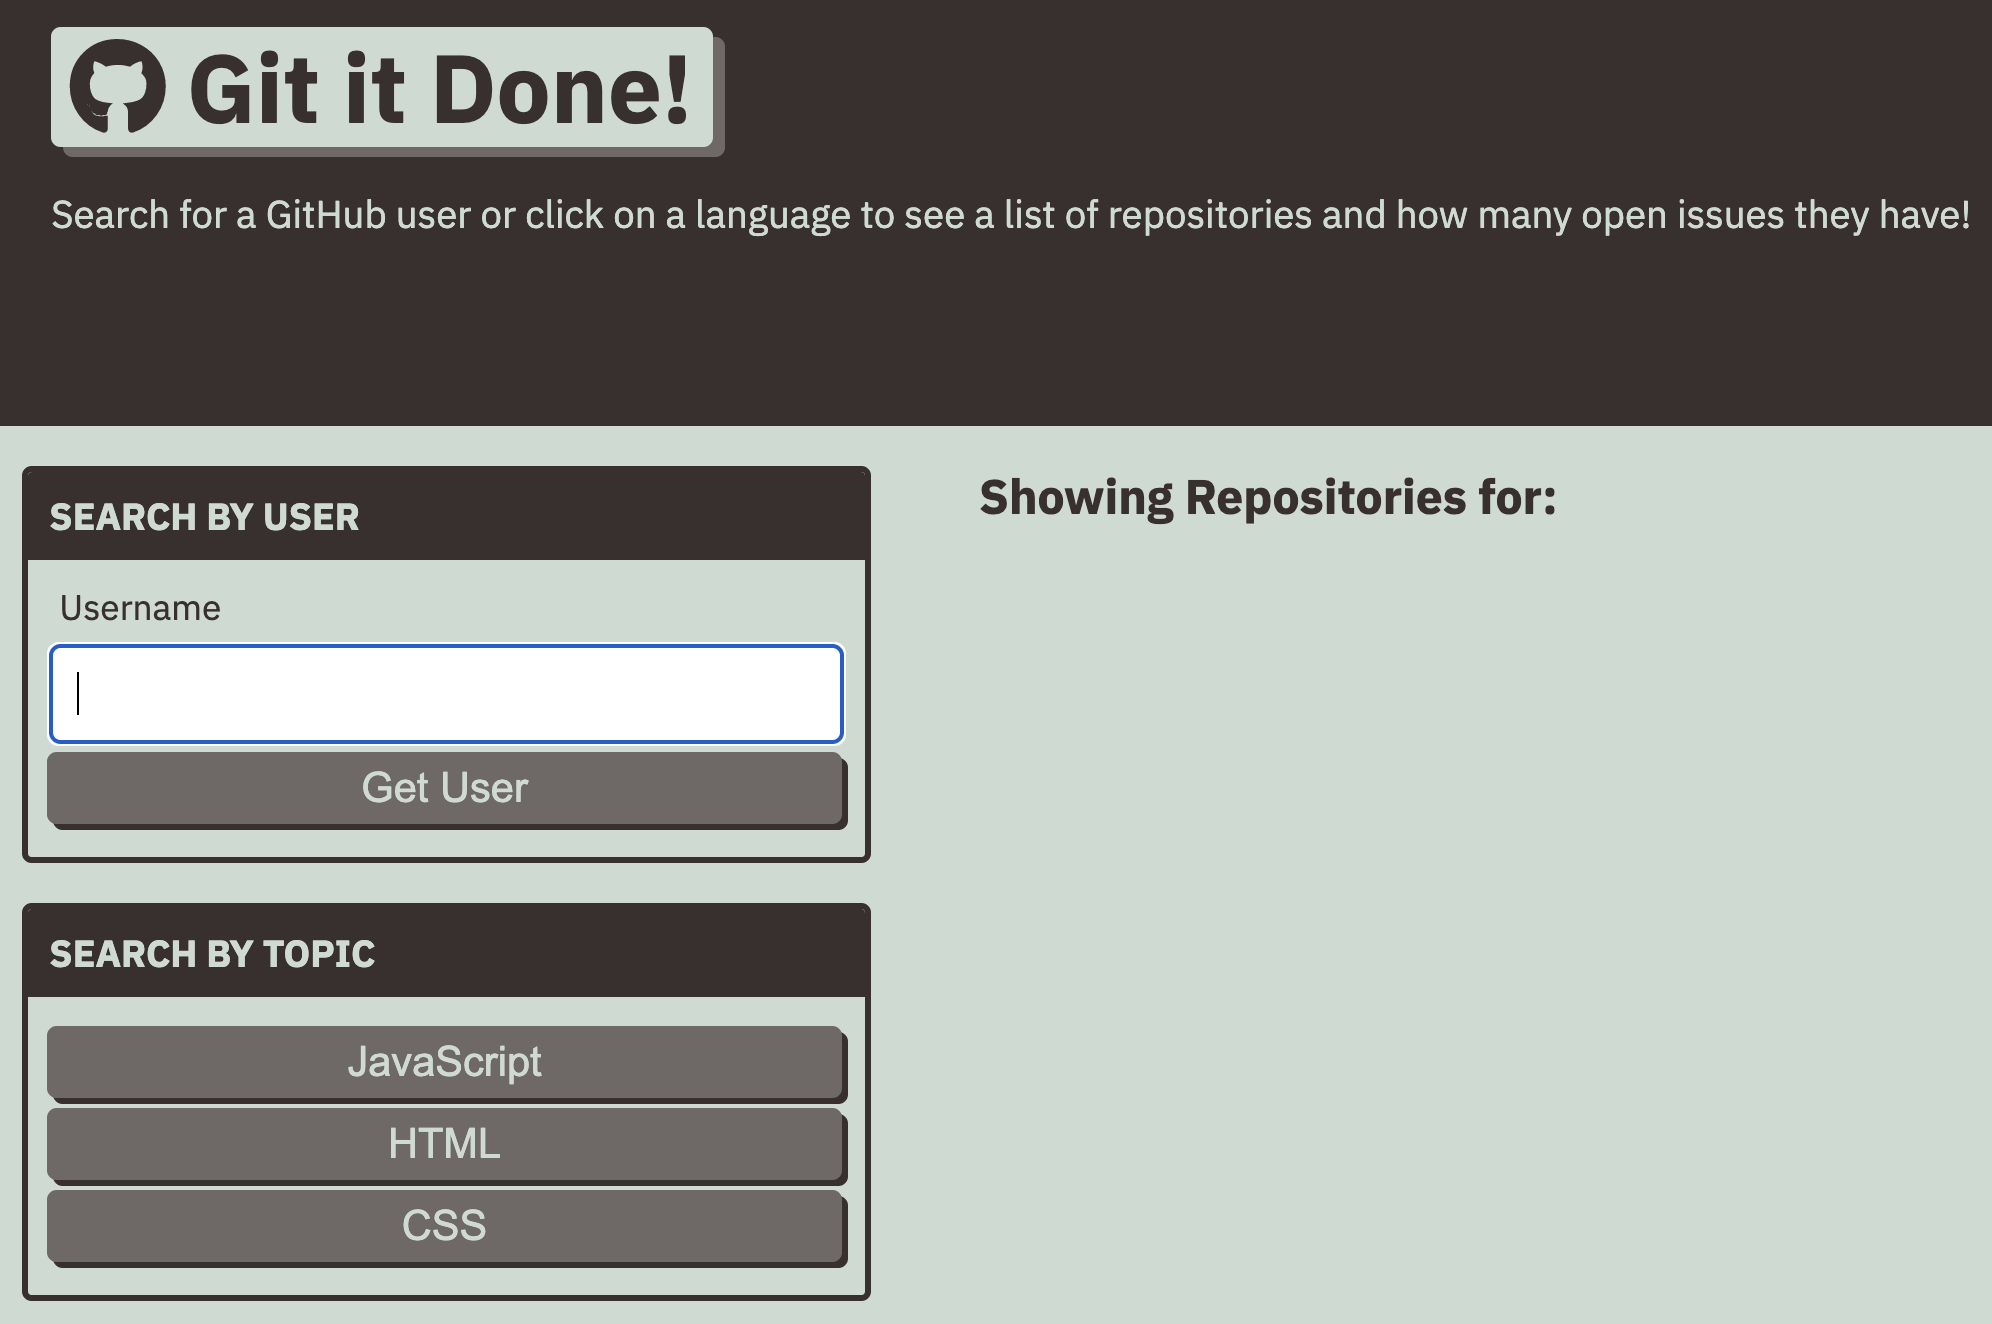 Git it Done!
Search for a GitHub user or click on a language to see a list of repositories and how many open issues they have!
SEARCH BY USER
Username
Get User
SEARCH BY TOPIC
JavaScript
HTML
CSS
Showing Repositories for: